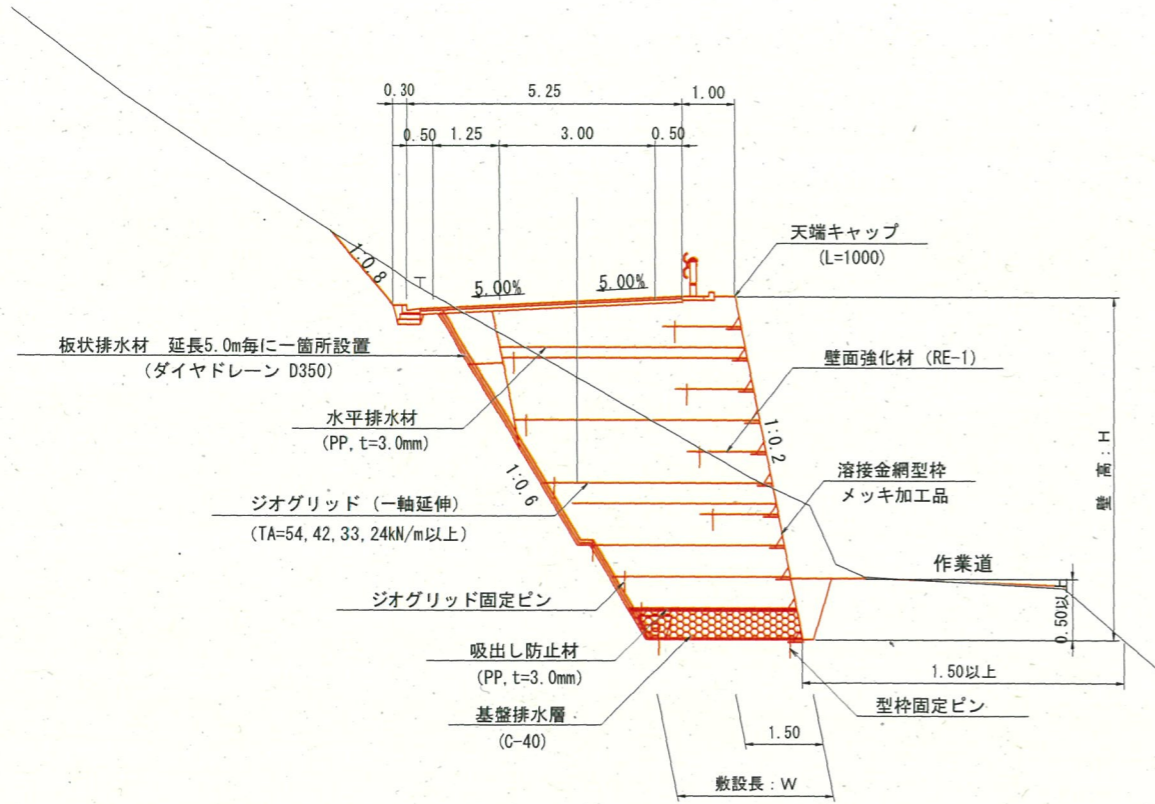 0.30
5.25
1.00
0.50
1.25
3.00
0.50
天端キャップ
(L=1000)
1:0.8
5.00%
5.00%
板状排水材 延長5.0m毎に一箇所設置
(ダイヤドレーン D350)
壁面強化材 (RE-1)
水平排水材
(PP, t=3.0mm)
1:0.2
1:0.6
溶接金網型枠
メッキ加工品
壁 高:H
ジオグリッド (一軸延伸)
(TA=54, 42, 33, 24kN/m以上)
作業道
ジオグリッド固定ピン
0.50以上
吸出し防止材
(PP, t=3.0mm)
1.50以上
基盤排水層
(C-40)
型枠固定ピン
1.50
敷設長:W